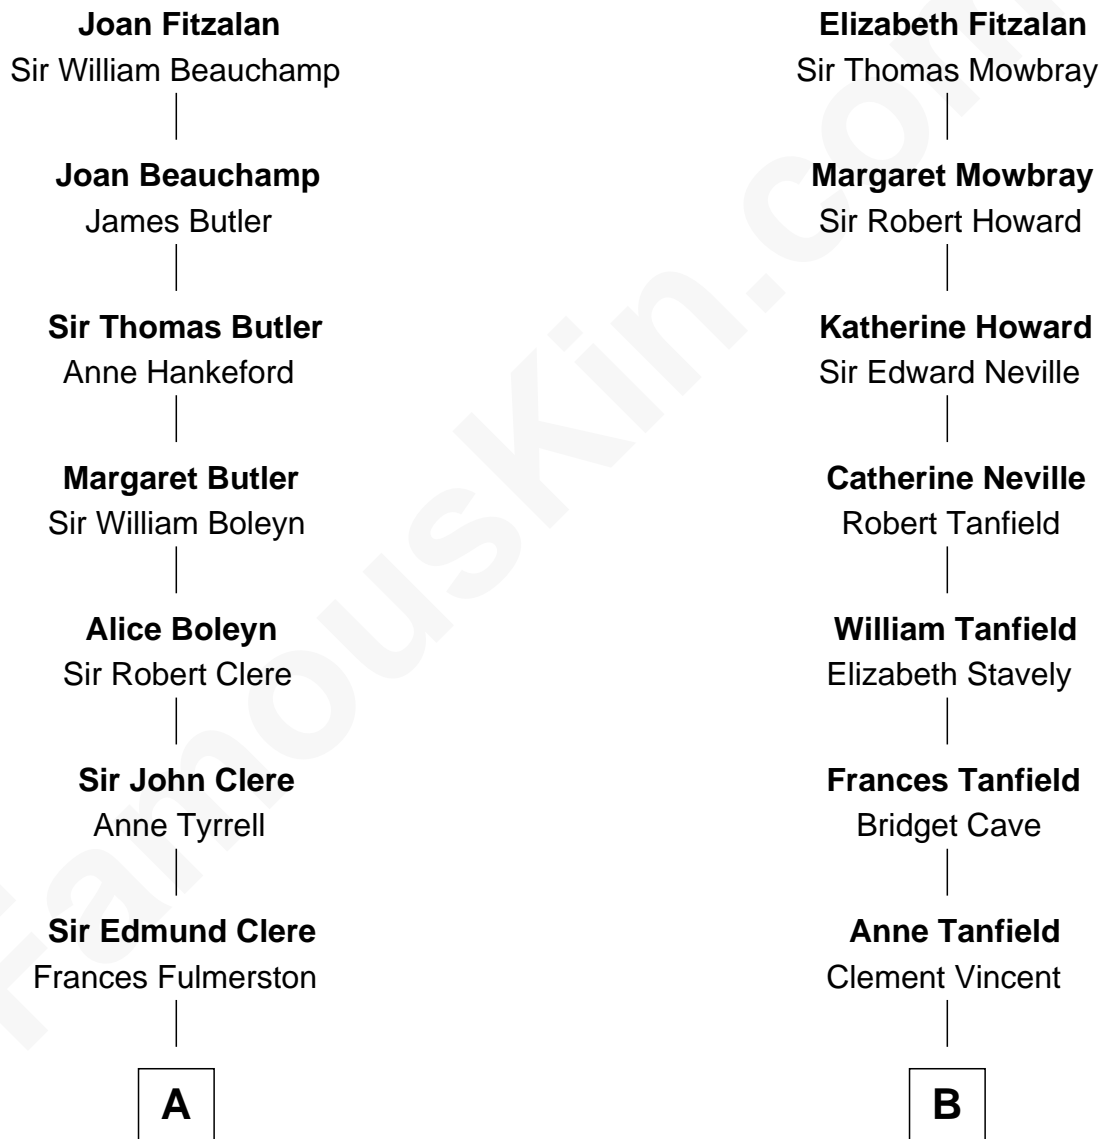 Joan Fitzalan
Sir William Beauchamp
Joan Beauchamp
James Butler
Sir Thomas Butler
Anne Hankeford
Margaret Butler
Sir William Boleyn
Alice Boleyn
Sir Robert Clere
Sir John Clere
Anne Tyrrell
Sir Edmund Clere
Frances Fulmerston
A
Elizabeth Fitzalan
Sir Thomas Mowbray
Margaret Mowbray
Sir Robert Howard
Katherine Howard
Sir Edward Neville
Catherine Neville
Robert Tanfield
William Tanfield
Elizabeth Stavely
Frances Tanfield
Bridget Cave
Anne Tanfield
Clement Vincent
B
FamousKin.com